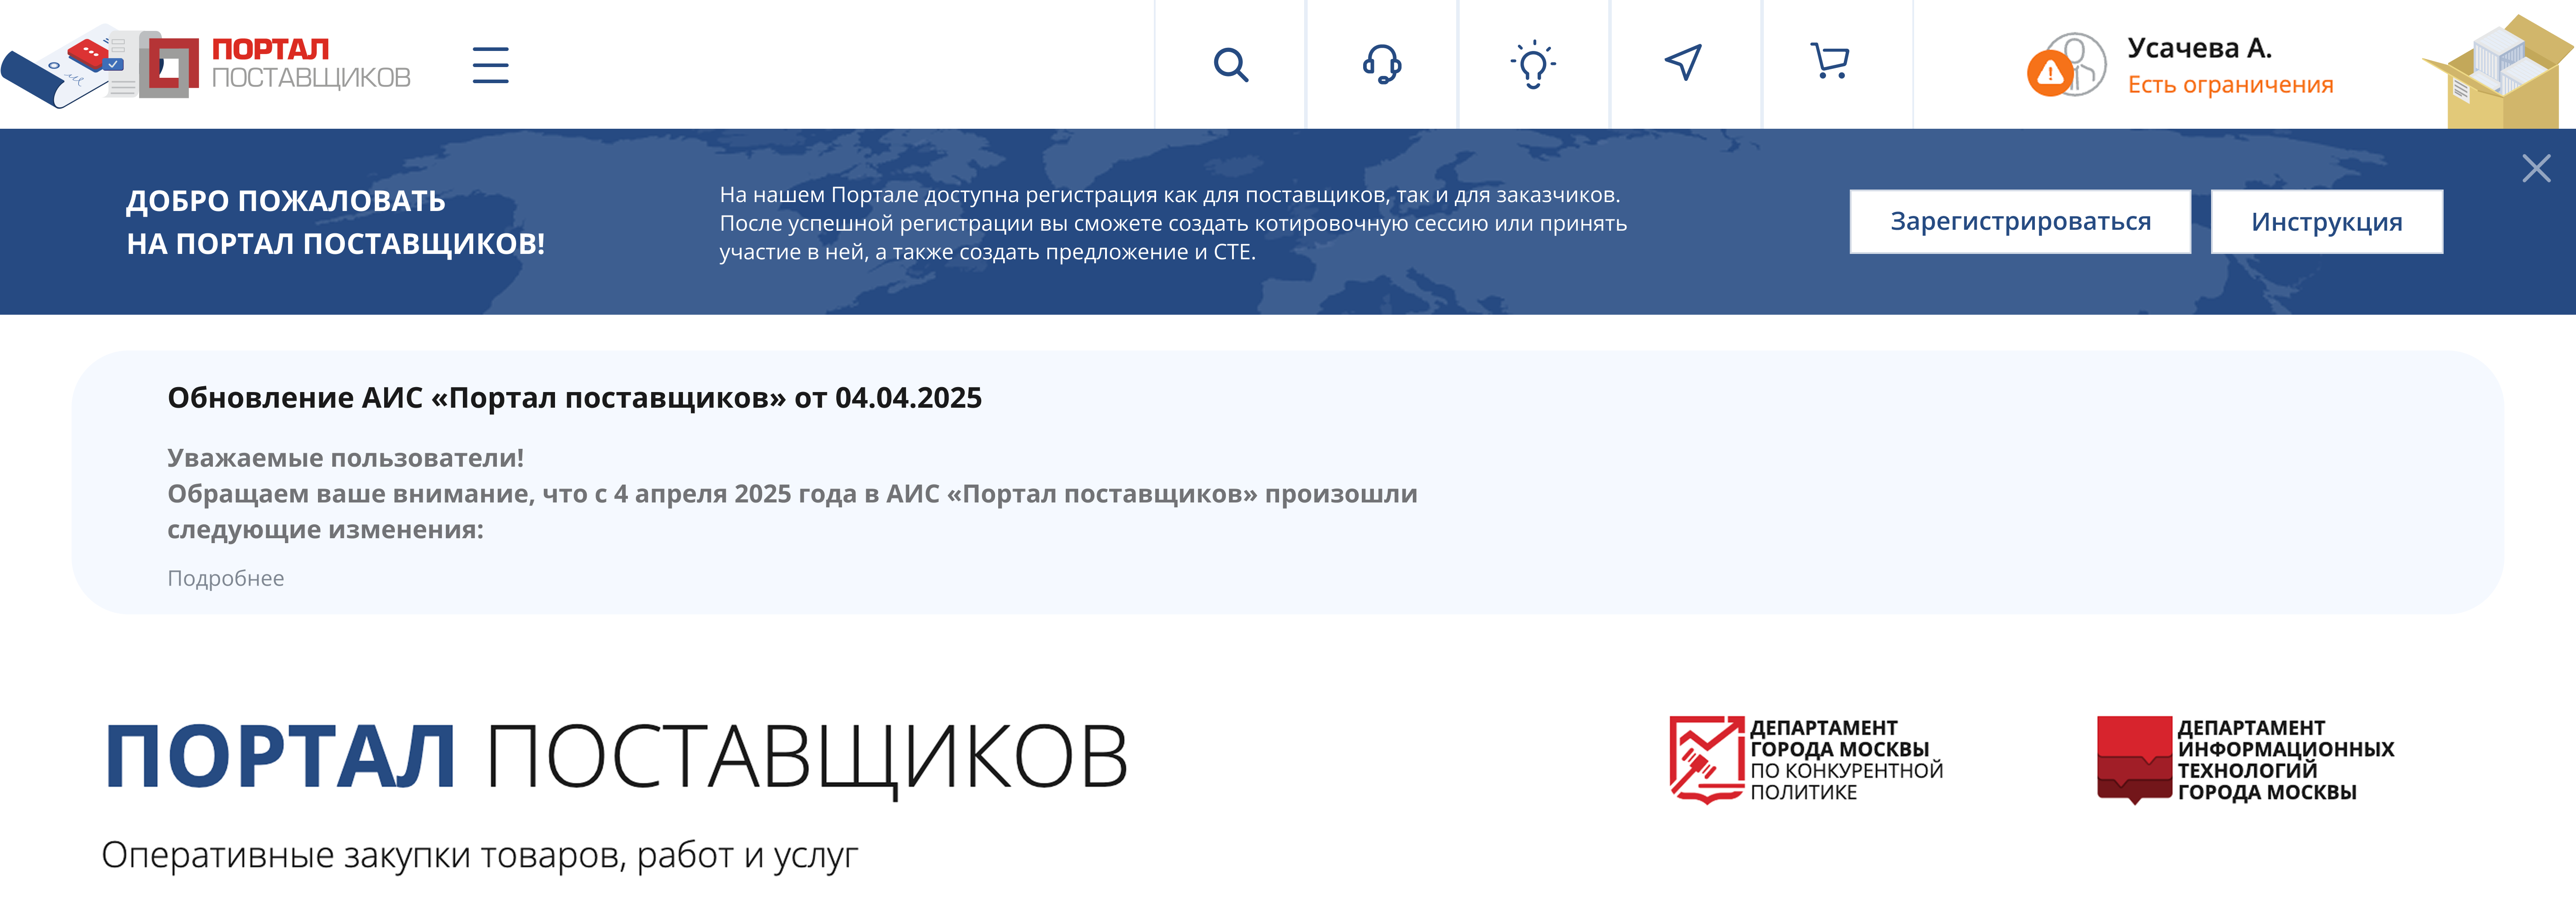 ПОРТАЛ
ПОСТАВЩИКОВ
Усачева А.
Есть ограничения
ДОБРО ПОЖАЛОВАТЬ
НА ПОРТАЛ ПОСТАВЩИКОВ!
На нашем Портале доступна регистрация как для поставщиков, так и для заказчиков.
После успешной регистрации вы сможете создать котировочную сессию или принять
участие в ней, а также создать предложение и СТЕ.
Зарегистрироваться
Инструкция
Обновление АИС «Портал поставщиков» от 04.04.2025
Уважаемые пользователи!
Обращаем ваше внимание, что с 4 апреля 2025 года в АИС «Портал поставщиков» произошли
следующие изменения:
Подробнее
ПОРТАЛ ПОСТАВЩИКОВ
Оперативные закупки товаров, работ и услуг
ДЕПАРТАМЕНТ
ГОРОДА МОСКВЫ
ПО КОНКУРЕНТНОЙ
ПОЛИТИКЕ
ДЕПАРТАМЕНТ
ИНФОРМАЦИОННЫХ
ТЕХНОЛОГИЙ
ГОРОДА МОСКВЫ